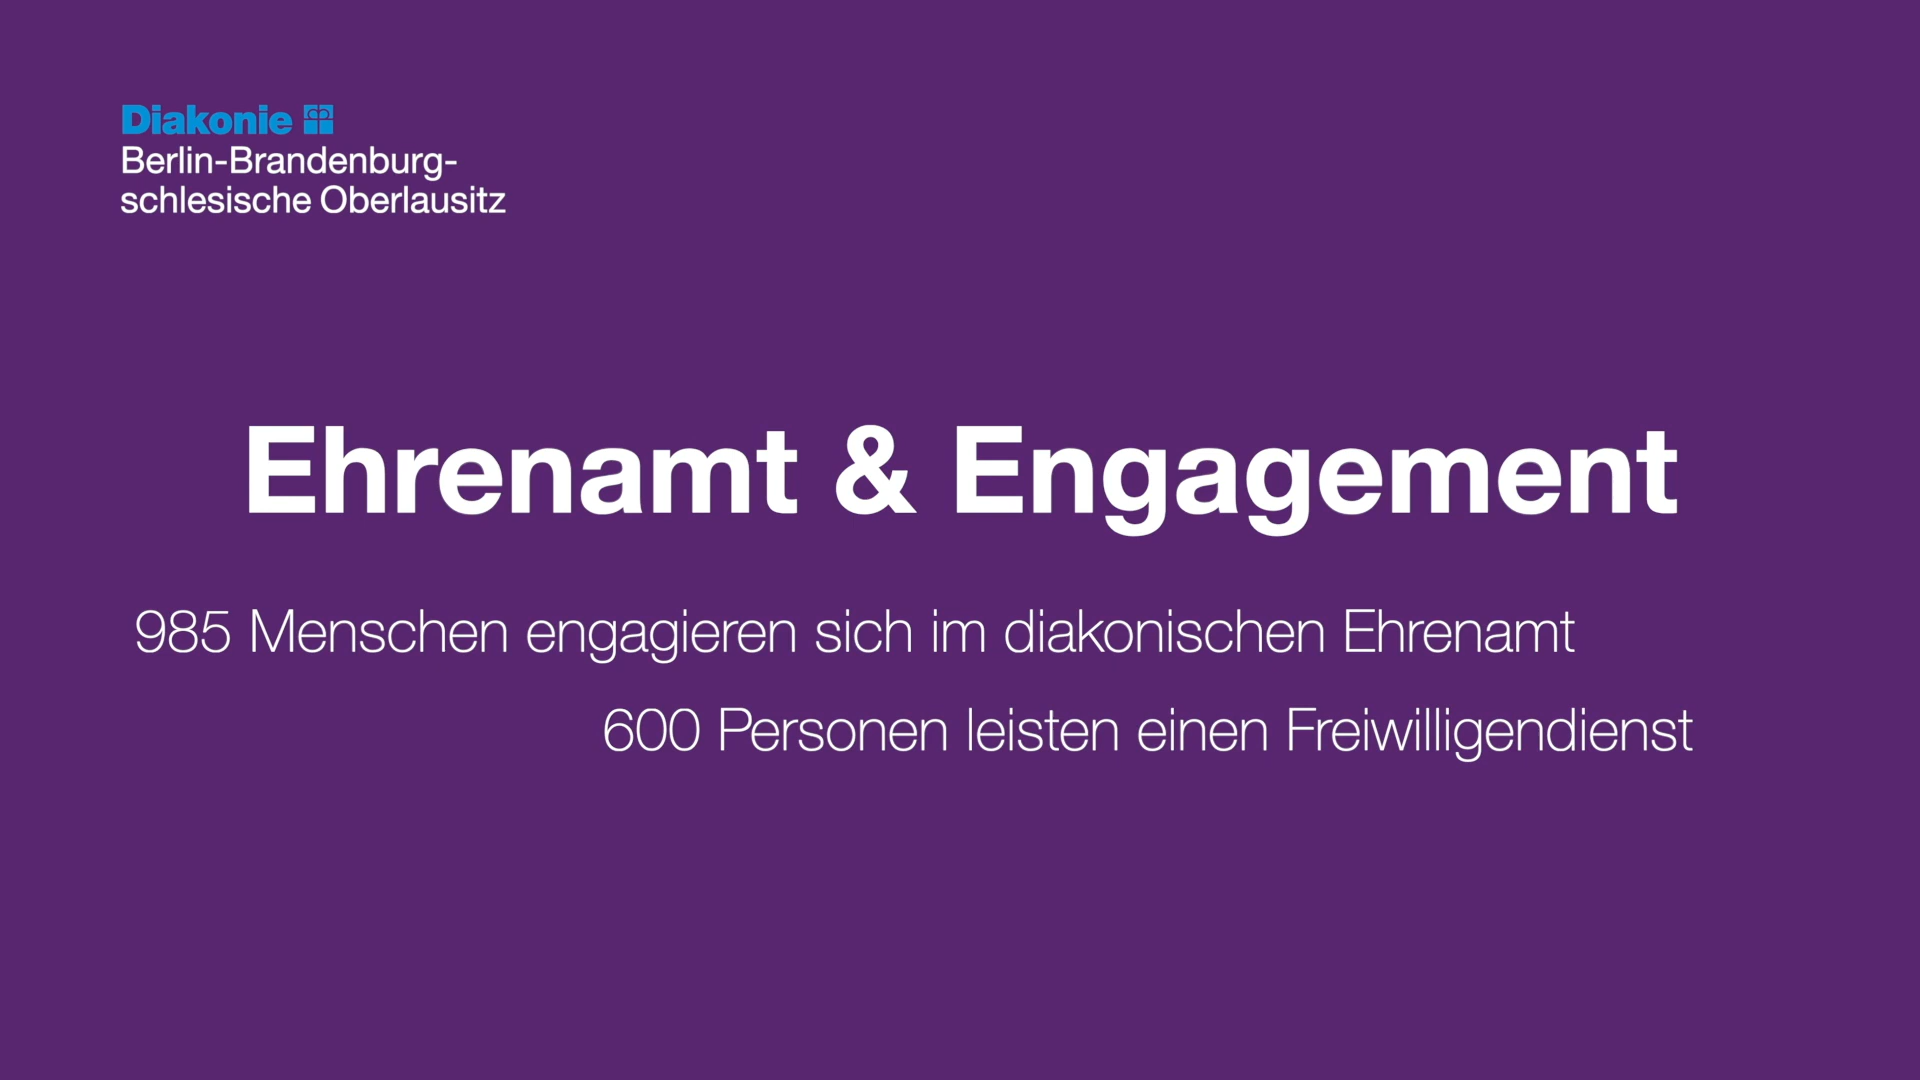 Diakonie
Berlin-Brandenburg-
schlesische Oberlausitz
Ehrenamt & Engagement
985 Menschen engagieren sich im diakonischen Ehrenamt
600 Personen leisten einen Freiwilligendienst